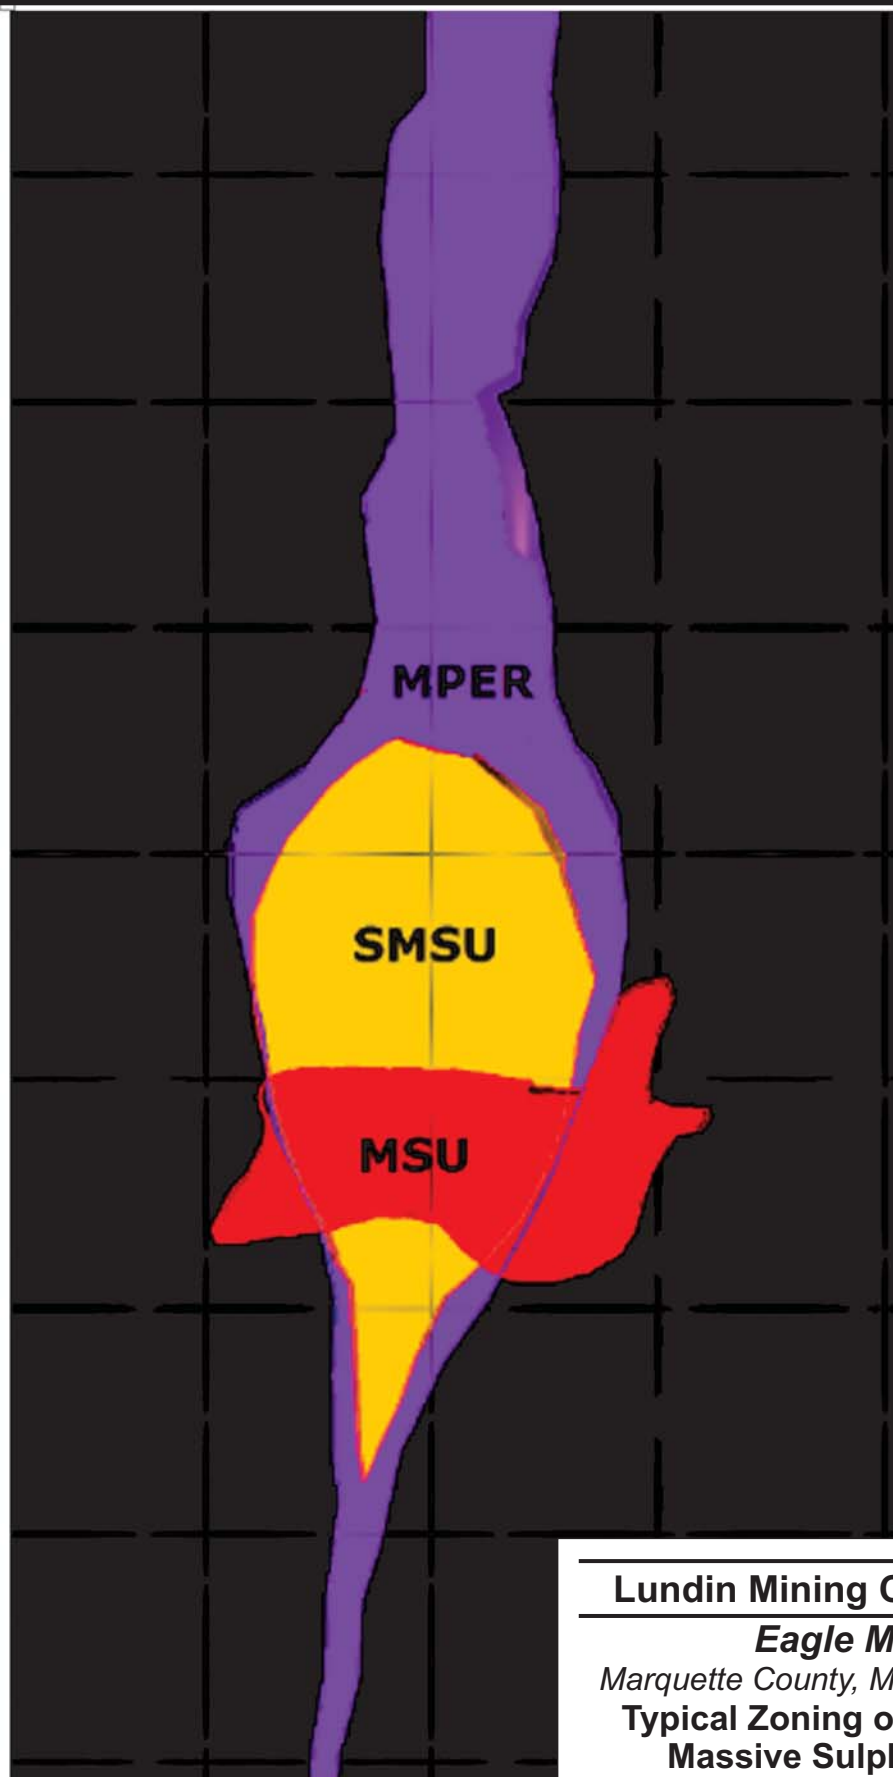 MPER
SMSU
MSU
Lundin Mining C
Eagle M
Marquette County, M
Typical Zoning o
Massive Sulp